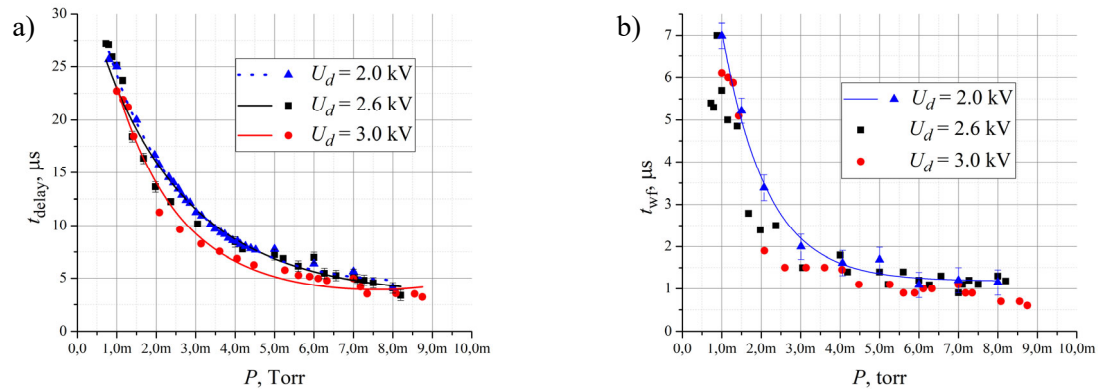 a)
30
25
20
15
10
5
0
t_delay, μs
U_d = 2.0 kV
U_d = 2.6 kV
U_d = 3.0 kV
0,0 1,0m 2,0m 3,0m 4,0m 5,0m 6,0m 7,0m 8,0m 9,0m 10,0m
P, Torr
b)
7
6
5
4
3
2
1
0
t_wf, μs
U_d = 2.0 kV
U_d = 2.6 kV
U_d = 3.0 kV
0,0 1,0m 2,0m 3,0m 4,0m 5,0m 6,0m 7,0m 8,0m 9,0m 10,0m
P, torr